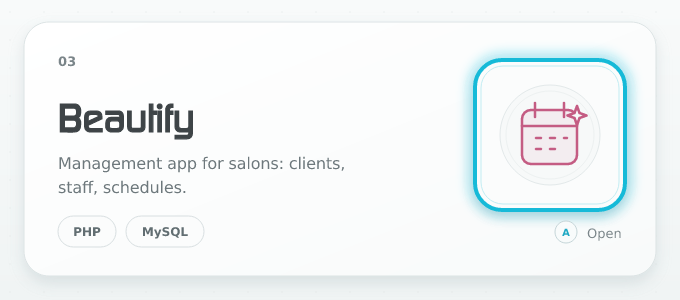 03
Beautify
Management app for salons: clients,
staff, schedules.
PHP
MySQL
A
Open